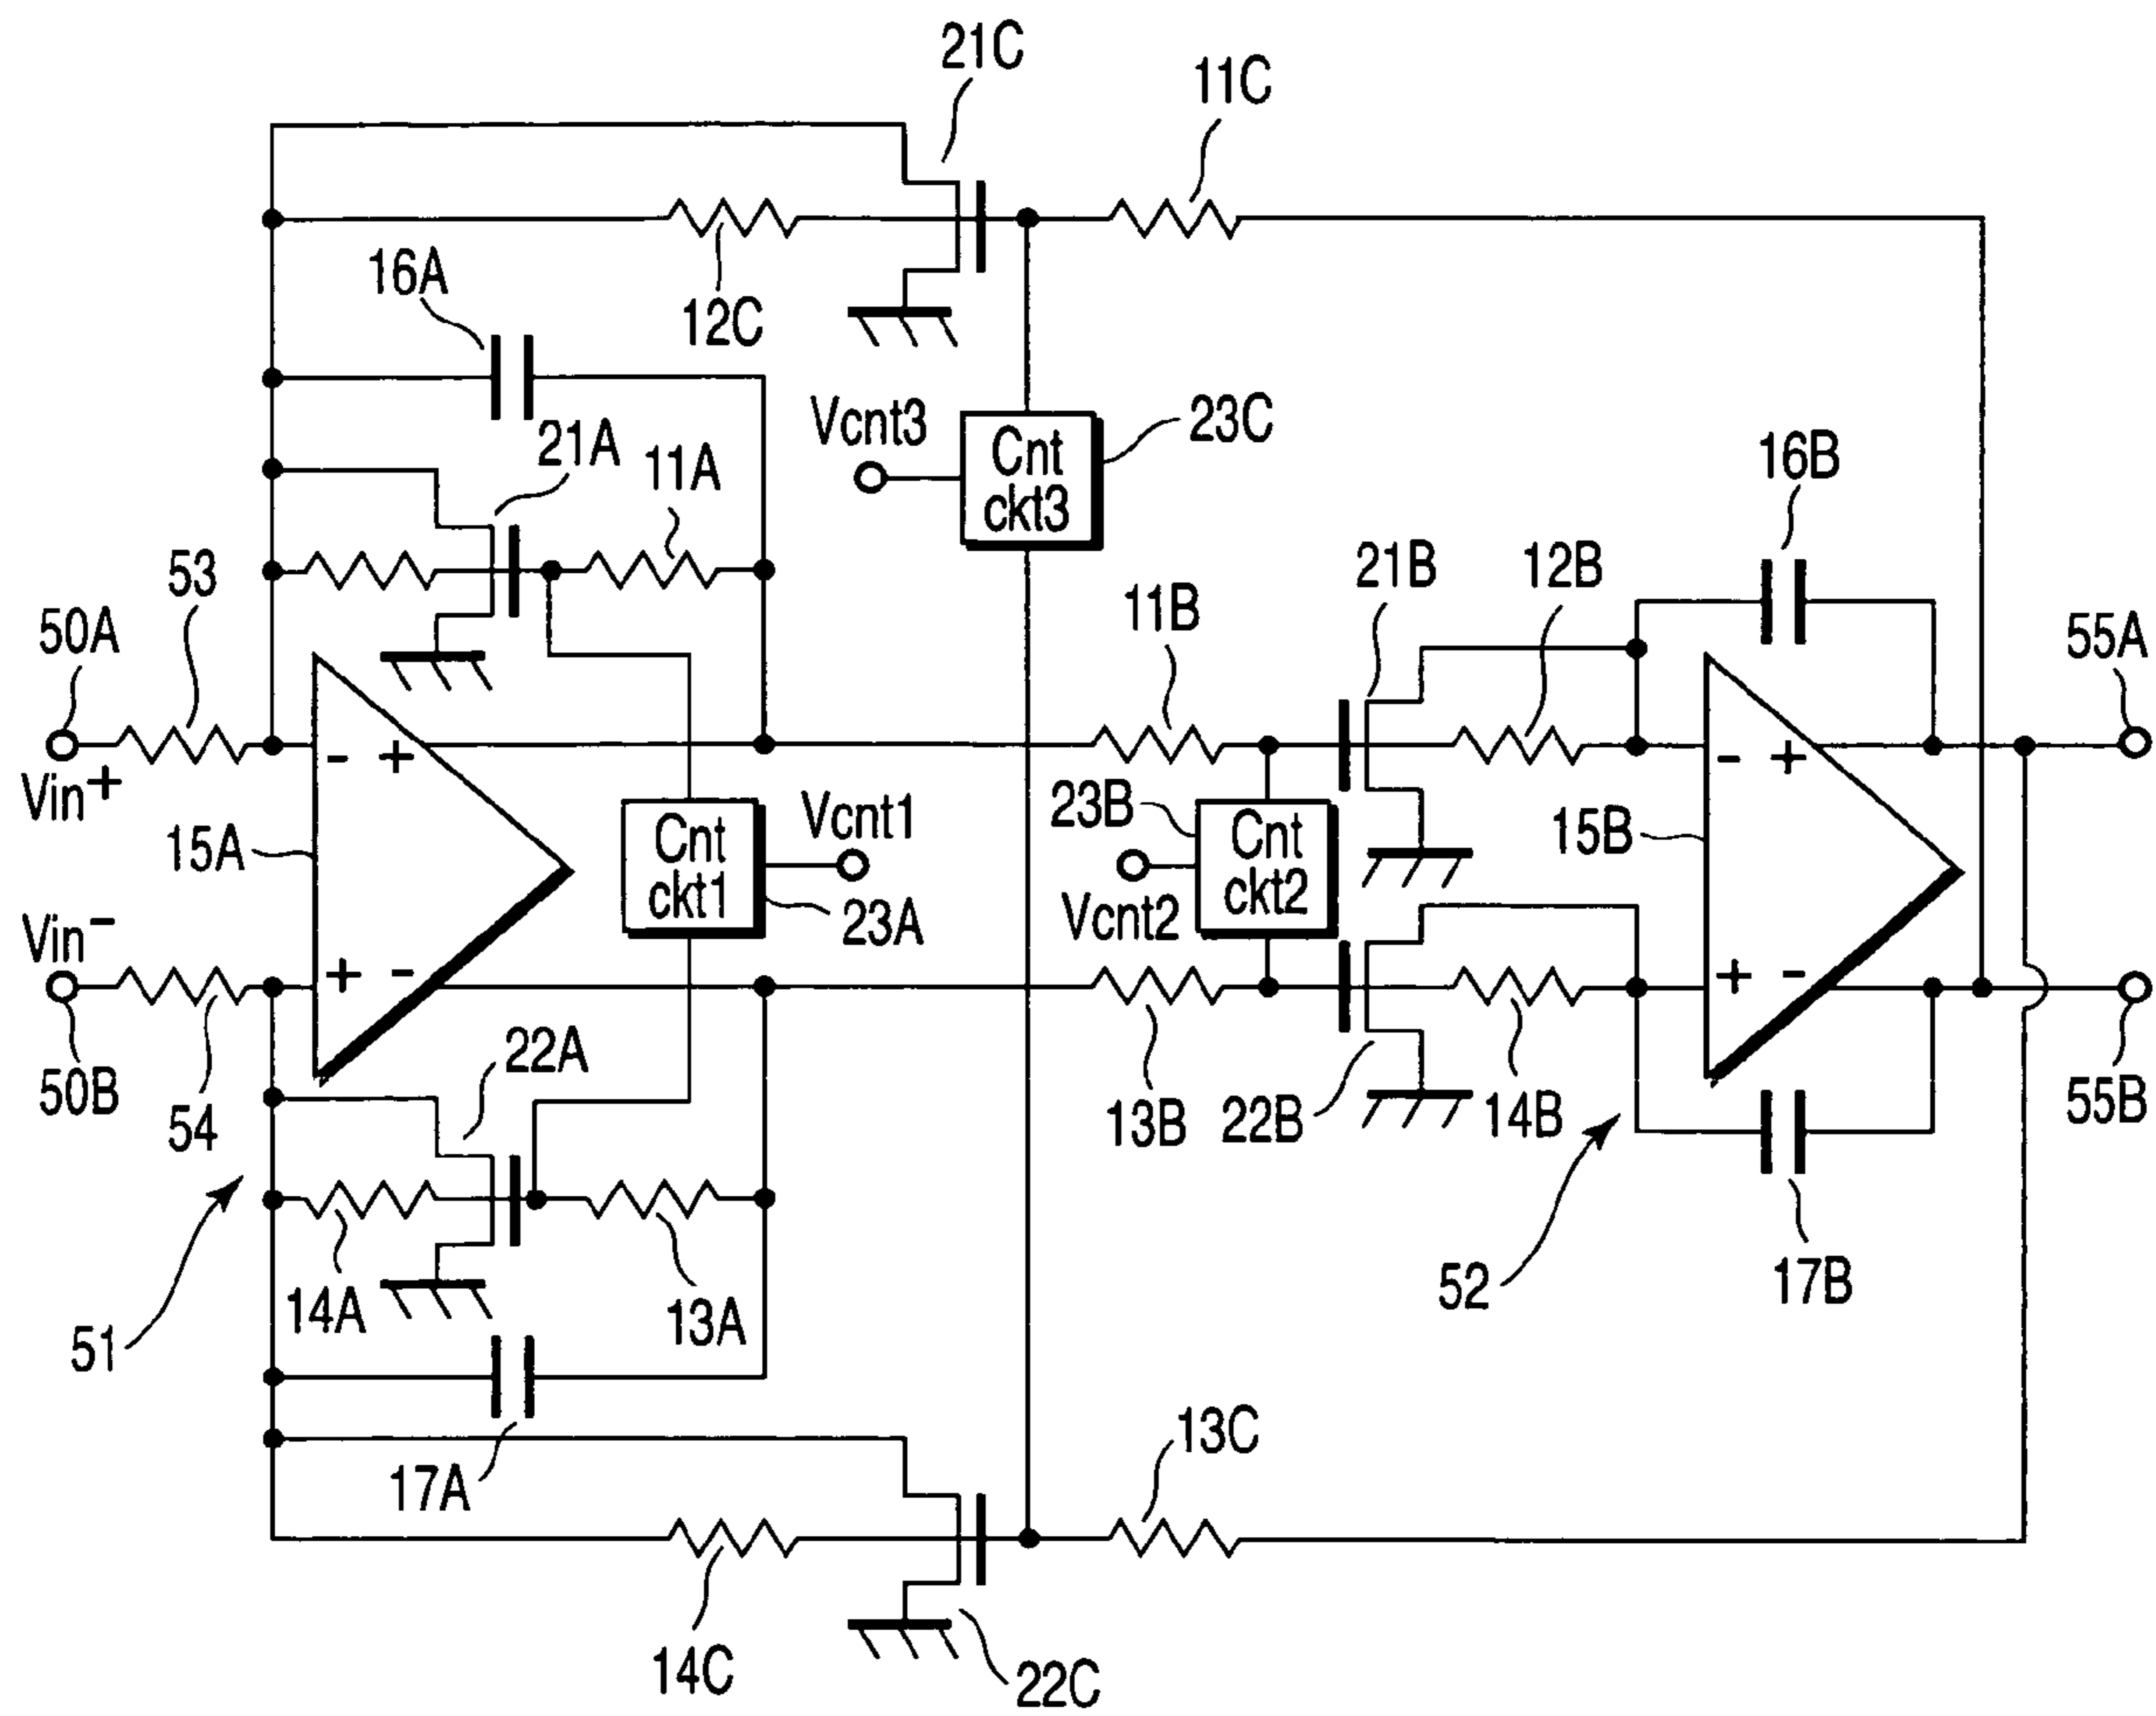 21C
11C
16A
12C
21A
11A
Vcnt3
Cnt
ckt3
23C
16B
53
50A
11B
21B
12B
55A
Vin+
- +
- +
15A
Cnt
ckt1
Vcnt1
23A
23B
Cnt
ckt2
Vcnt2
15B
Vin-
+ -
+ -
50B
54
22A
13B
22B
14B
55B
51
14A
13A
52
17B
17A
13C
14C
22C